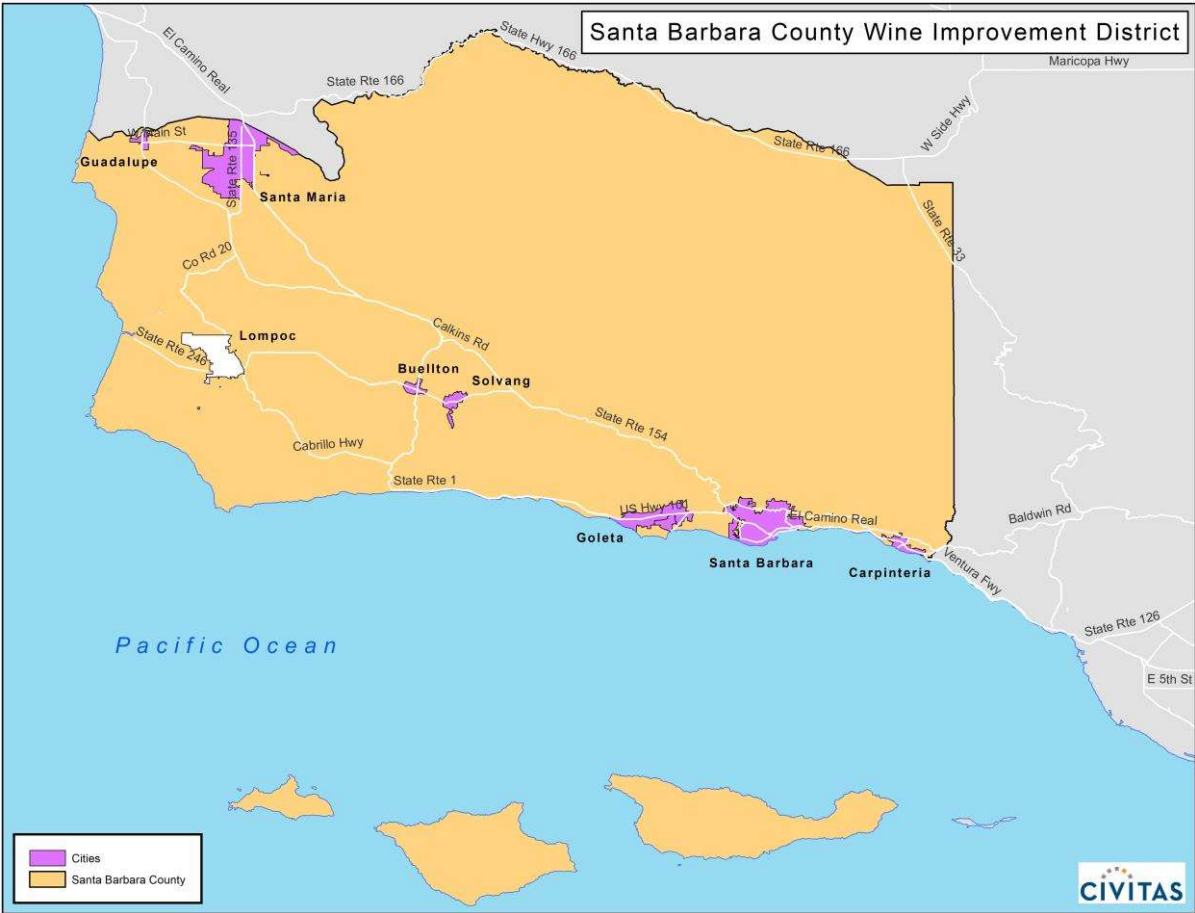 Santa Barbara County Wine Improvement District
State Hwy 166
El Camino Real
Maricopa Hwy
State Rte 166
W Side Hwy
W Main St
State Rte 135
State Rte 166
Guadalupe
Santa Maria
State Rte 33
Co Rd 20
Calkins Rd
Lompoc
State Rte 246
Buellton
Solvang
State Rte 154
Cabrillo Hwy
State Rte 1
US Hwy 101
El Camino Real
Baldwin Rd
Goleta
Santa Barbara
Carpinteria
Ventura Fwy
State Rte 126
Pacific Ocean
E 5th St
Cities
Santa Barbara County
CIVITAS